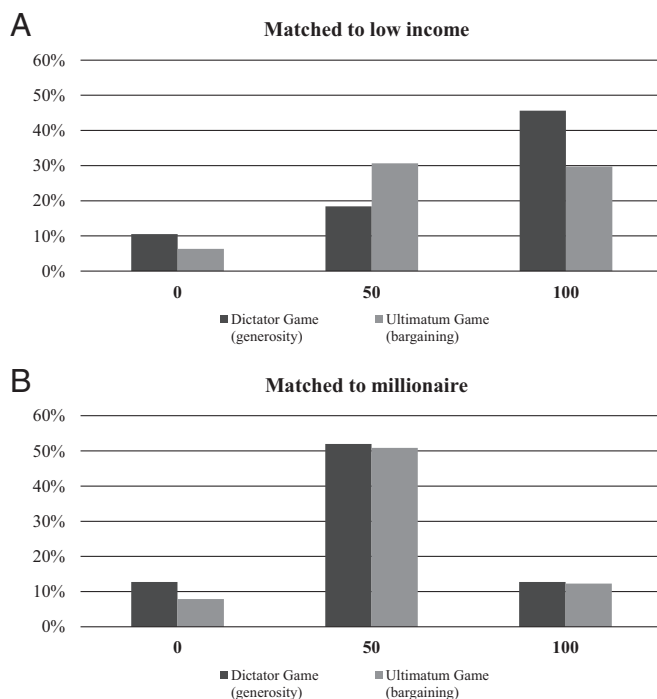 A
Matched to low income
60%
50%
40%
30%
20%
10%
0%
0 50 100
Dictator Game Ultimatum Game
(generosity) (bargaining)
B
Matched to millionaire
60%
50%
40%
30%
20%
10%
0%
0 50 100
Dictator Game Ultimatum Game
(generosity) (bargaining)